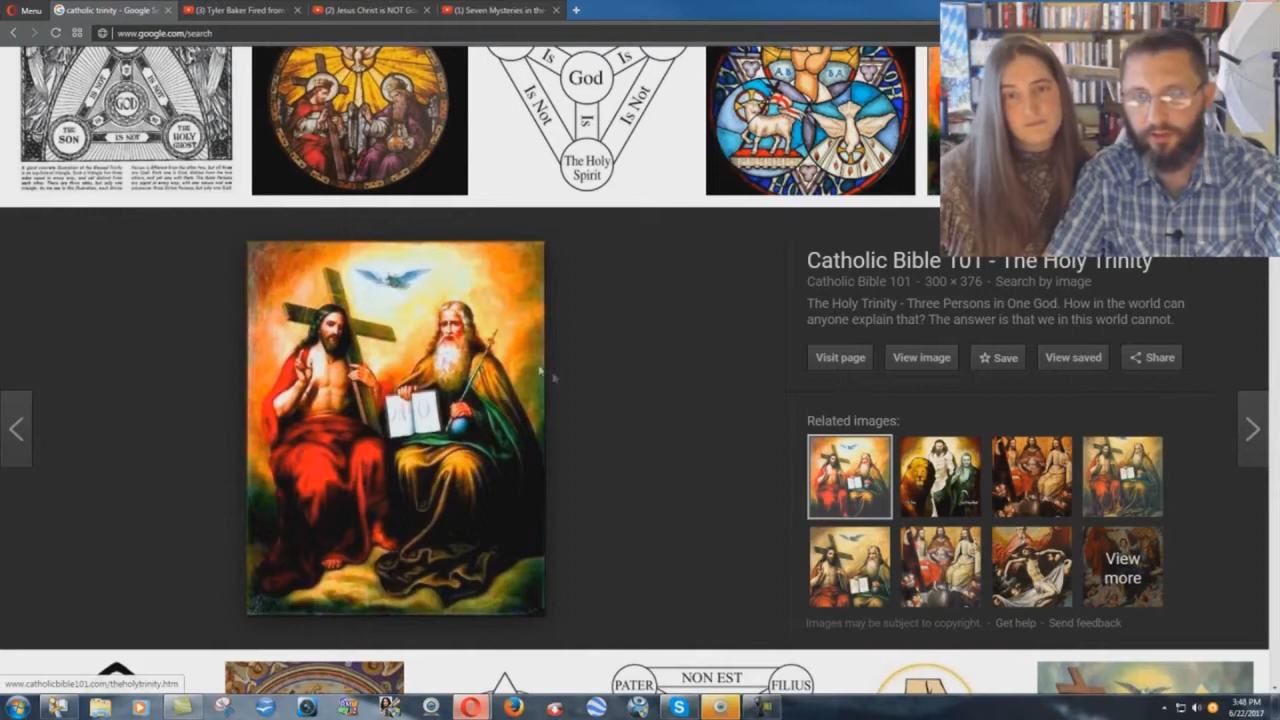 Menu
catholic trinity - Google S
(3) Tyler Baker Fired from
(2) Jesus Christ is NOT Go
(1) Seven Mysteries in the
www.google.com/search
GOD
THE SON
IS NOT
THE HOLY GHOST
Is
God
Is
Is Not
Is
Is Not
The Holy
Spirit
Catholic Bible 101 - The Holy Trinity
Catholic Bible 101 - 300 × 376 - Search by image
The Holy Trinity - Three Persons in One God. How in the world can
anyone explain that? The answer is that we in this world cannot.
Visit page
View image
Save
View saved
Share
Related images:
View
more
Images may be subject to copyright. - Get help - Send feedback
PATER
NON EST
FILIUS
www.catholicbible101.com/theholytrinity.htm
3:48 PM
6/22/2017